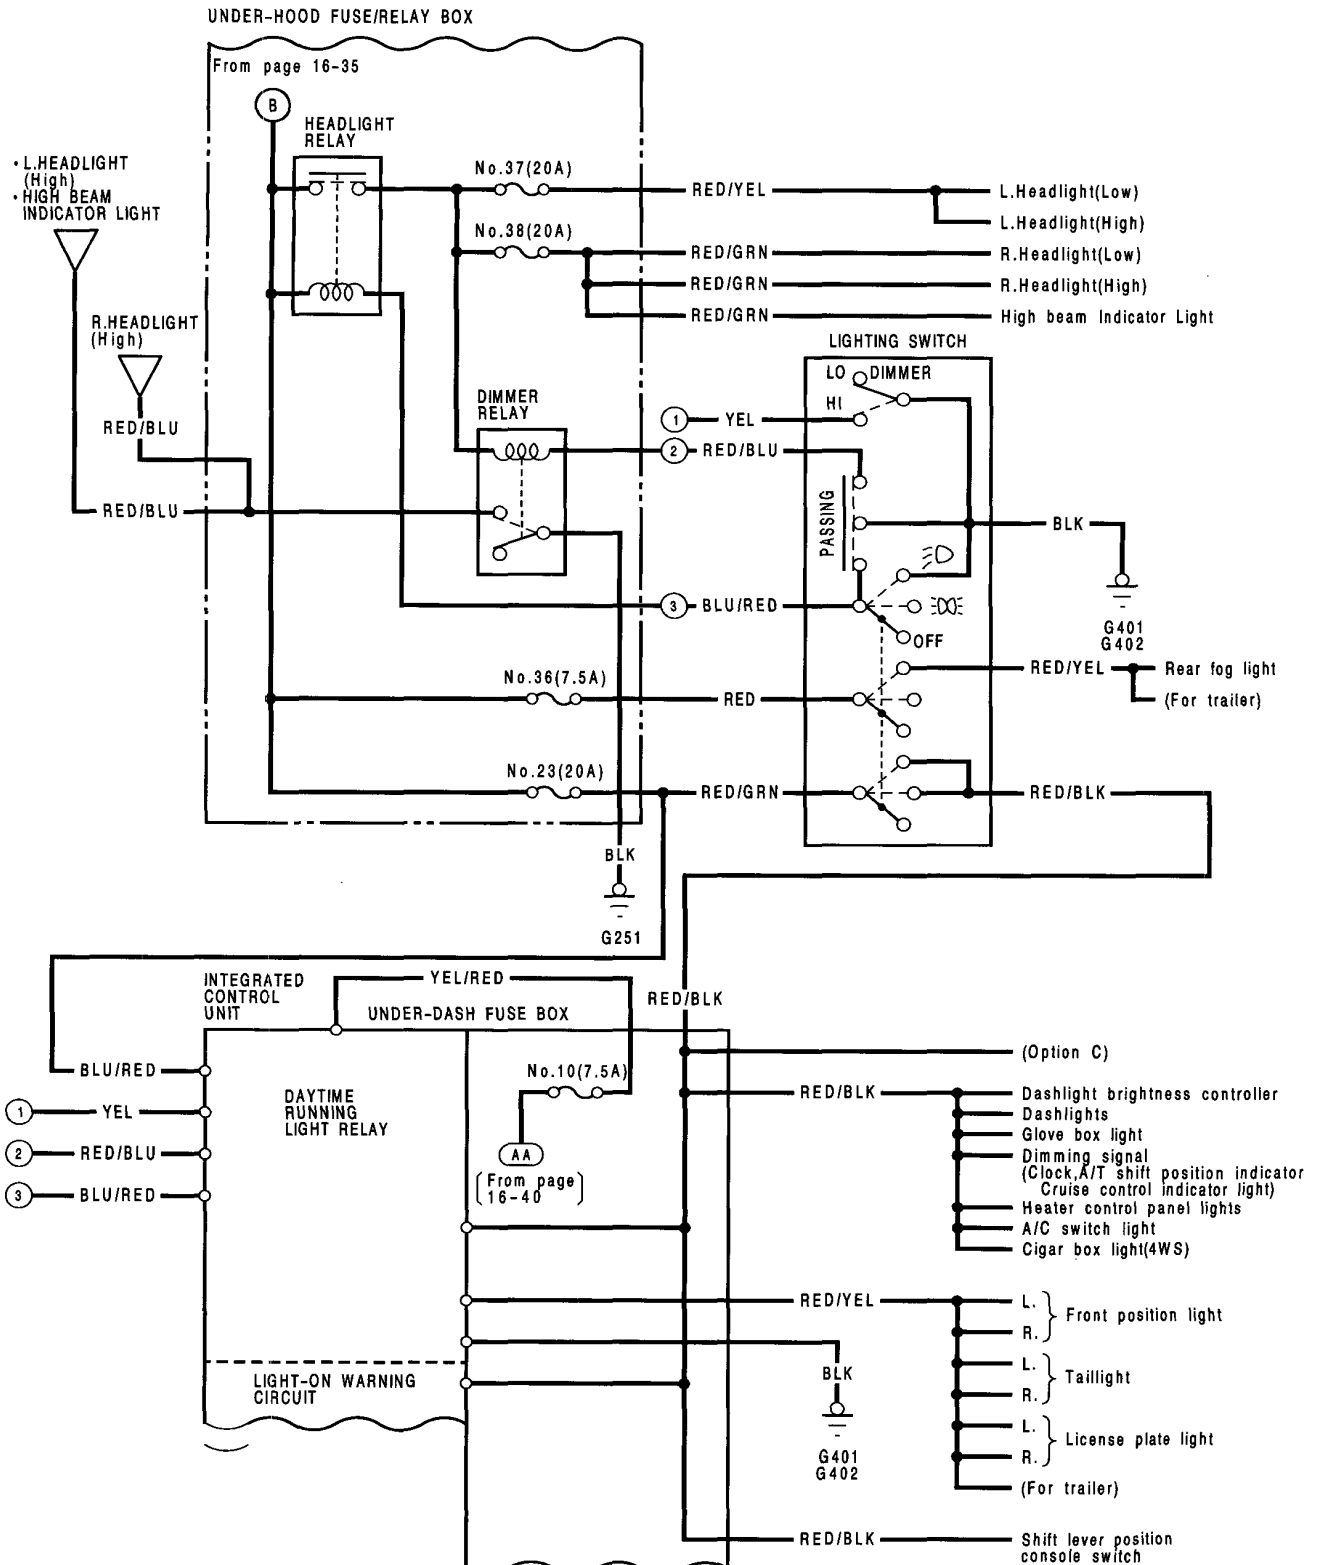 UNDER-HOOD FUSE/RELAY BOX
From page 16-35
B
HEADLIGHT
RELAY
• L.HEADLIGHT
(High)
• HIGH BEAM
INDICATOR LIGHT
No.37(20A)
RED/YEL
L.Headlight(Low)
L.Headlight(High)
No.38(20A)
RED/GRN
R.Headlight(Low)
RED/GRN
R.Headlight(High)
RED/GRN
High beam Indicator Light
R.HEADLIGHT
(High)
RED/BLU
RED/BLU
LIGHTING SWITCH
LO
DIMMER
HI
DIMMER
RELAY
1
YEL
2
RED/BLU
PASSING
BLK
G401
G402
3
BLU/RED
OFF
RED/YEL
Rear fog light
(For trailer)
No.36(7.5A)
RED
No.23(20A)
RED/GRN
RED/BLK
BLK
G251
INTEGRATED
CONTROL
UNIT
YEL/RED
UNDER-DASH FUSE BOX
RED/BLK
(Option C)
BLU/RED
1
YEL
2
RED/BLU
3
BLU/RED
DAYTIME
RUNNING
LIGHT RELAY
No.10(7.5A)
AA
(From page
16-40)
RED/BLK
Dashlight brightness controller
Dashlights
Glove box light
Dimming signal
(Clock,A/T shift position indicator
Cruise control indicator light)
Heater control panel lights
A/C switch light
Cigar box light(4WS)
RED/YEL
L.
R.
Front position light
L.
R.
Taillight
L.
R.
License plate light
(For trailer)
BLK
G401
G402
LIGHT-ON WARNING
CIRCUIT
RED/BLK
Shift lever position
console switch